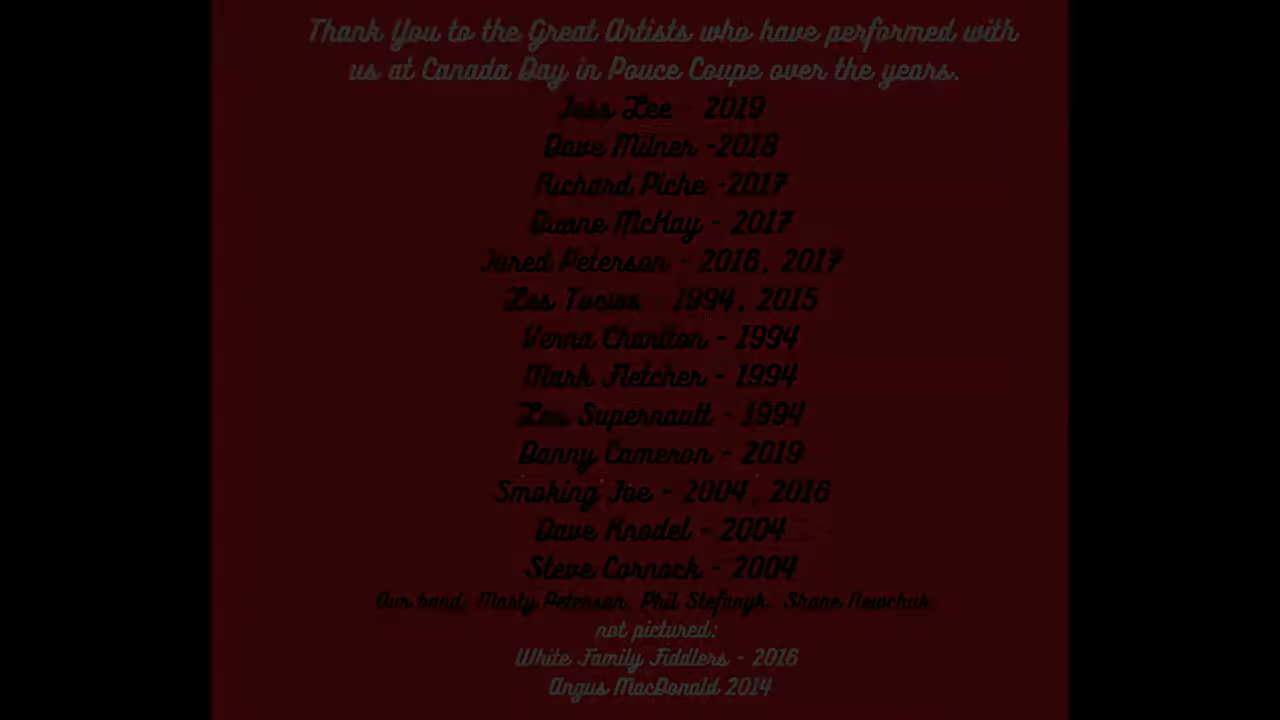 Thank You to the Great Artists who have performed with
us at Canada Day in Pouce Coupe over the years.
Jess Lee - 2019
Dave Milner -2018
Richard Piche -2017
Duane McKay - 2017
Jared Peterson - 2016, 2017
Les - 1994, 2015
Verna Charlton - 1994
Mark Fletcher - 1994
Supernault - 1994
Danny Cameron - 2019
Smoking Joe - 2004, 2016
Dave Knodel - 2004
Steve Cornock - 2004
Our band: Marty Peterson, Phil Stefanyk, Shane
not pictured:
White Family Fiddlers - 2016
Angus MacDonald 2014